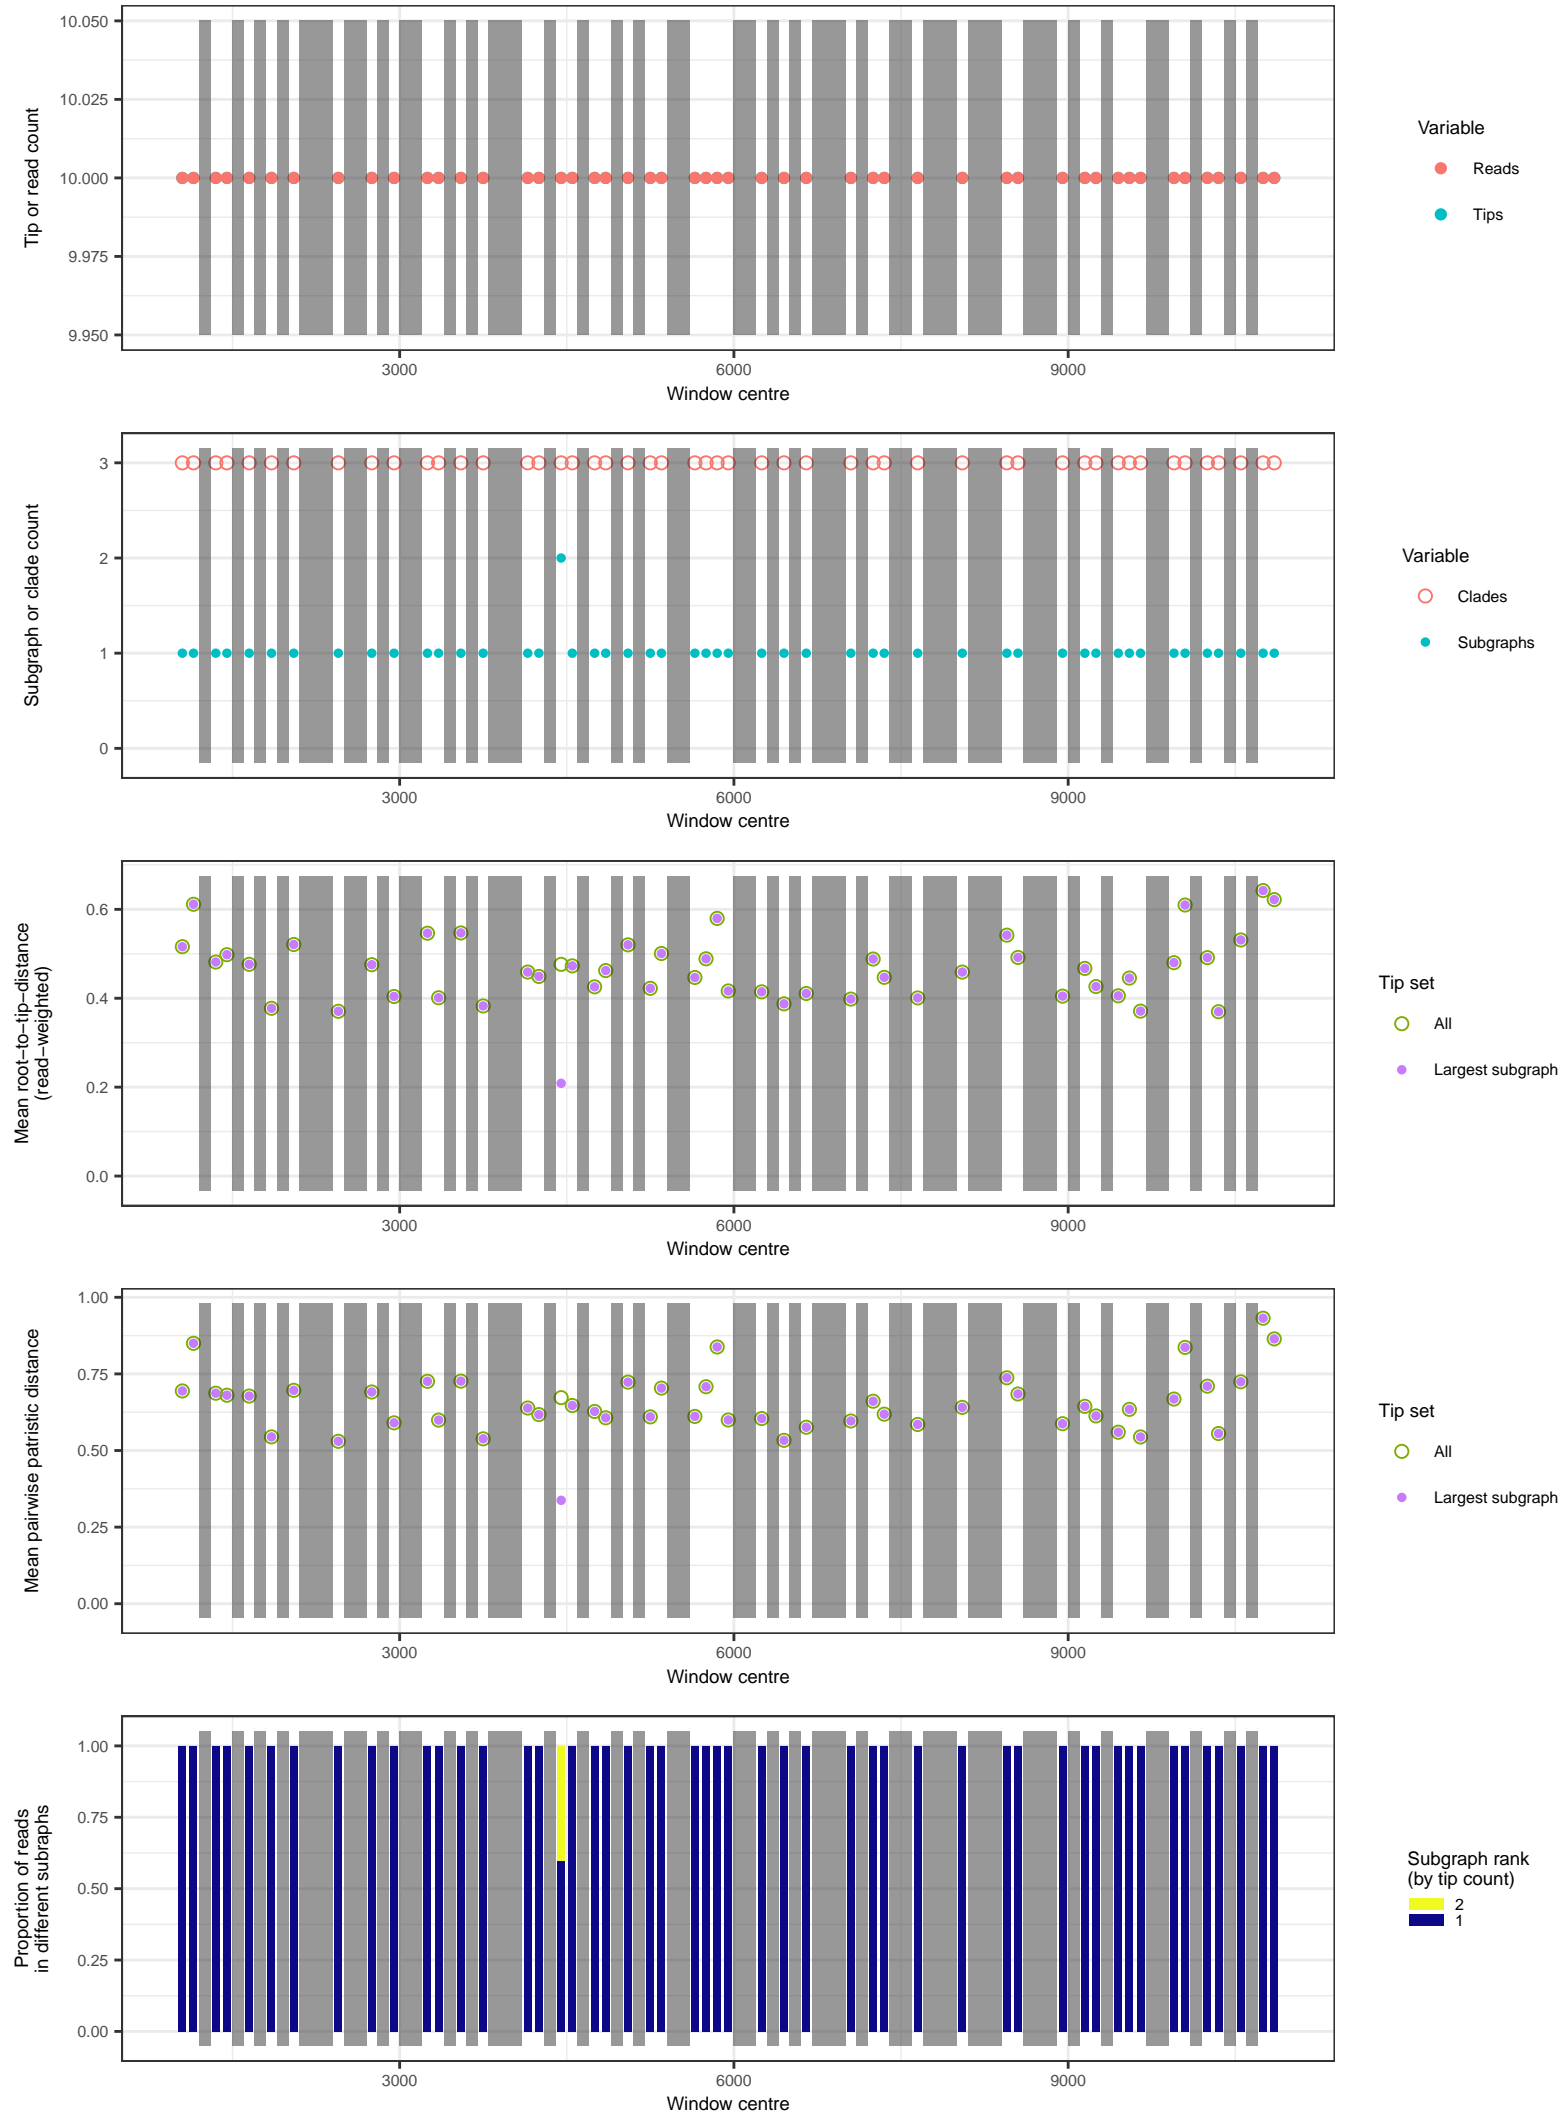 10.050
10.025
10.000
9.975
9.950
Tip or read count
3000
6000
9000
Window centre
Variable
Reads
Tips
3
2
1
0
Subgraph or clade count
3000
6000
9000
Window centre
Variable
Clades
Subgraphs
0.6
0.4
0.2
0.0
Mean root-to-tip-distance
(read-weighted)
3000
6000
9000
Window centre
Tip set
All
Largest subgraph
1.00
0.75
0.50
0.25
0.00
Mean pairwise patristic distance
3000
6000
9000
Window centre
Tip set
All
Largest subgraph
1.00
0.75
0.50
0.25
0.00
Proportion of reads
in different subraphs
3000
6000
9000
Window centre
Subgraph rank
(by tip count)
2
1